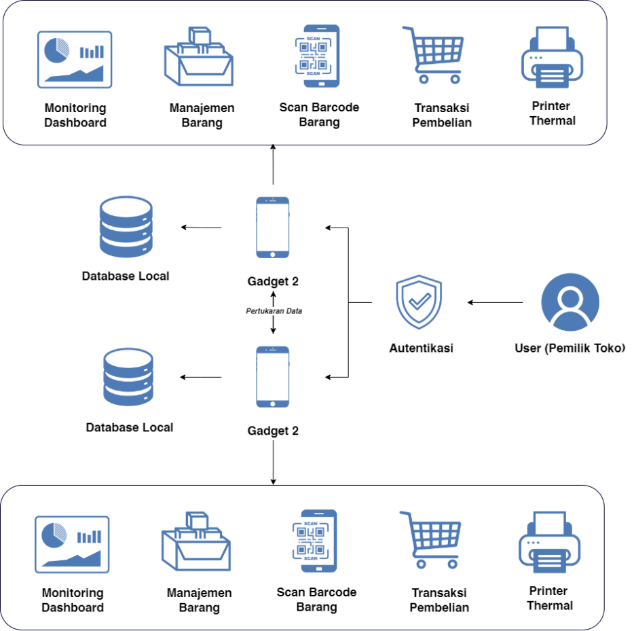 SCAN
SCAN
Monitoring
Dashboard
Manajemen
Barang
Scan Barcode
Barang
Transaksi
Pembelian
Printer
Thermal
Database Local
Gadget 2
Pertukaran Data
Autentikasi
User (Pemilik Toko)
Database Local
Gadget 2
SCAN
SCAN
Monitoring
Dashboard
Manajemen
Barang
Scan Barcode
Barang
Transaksi
Pembelian
Printer
Thermal